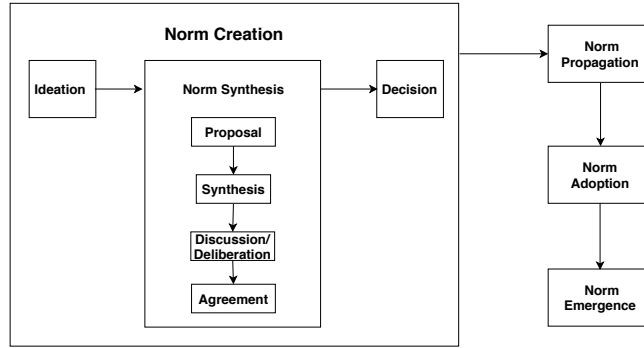 Norm Creation
Ideation
Norm Synthesis
Proposal
Synthesis
Discussion/
Deliberation
Agreement
Decision
Norm
Propagation
Norm
Adoption
Norm
Emergence